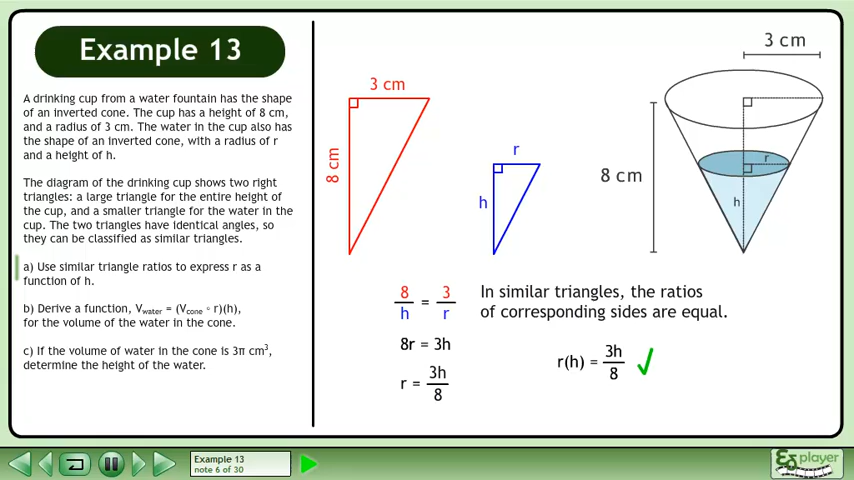 Example 13
A drinking cup from a water fountain has the shape
of an inverted cone. The cup has a height of 8 cm,
and a radius of 3 cm. The water in the cup also has
the shape of an inverted cone, with a radius of r
and a height of h.
The diagram of the drinking cup shows two right
triangles: a large triangle for the entire height of
the cup, and a smaller triangle for the water in the
cup. The two triangles have identical angles, so
they can be classified as similar triangles.
a) Use similar triangle ratios to express r as a
function of h.
b) Derive a function, Vwater = (Vcone ∘ r)(h),
for the volume of the water in the cone.
c) If the volume of water in the cone is 3π cm³,
determine the height of the water.
3 cm
8 cm
r
h
3 cm
8 cm
r
h
8/h = 3/r
8r = 3h
r = 3h/8
In similar triangles, the ratios
of corresponding sides are equal.
r(h) = 3h/8 ✓
Example 13
note 6 of 30
player